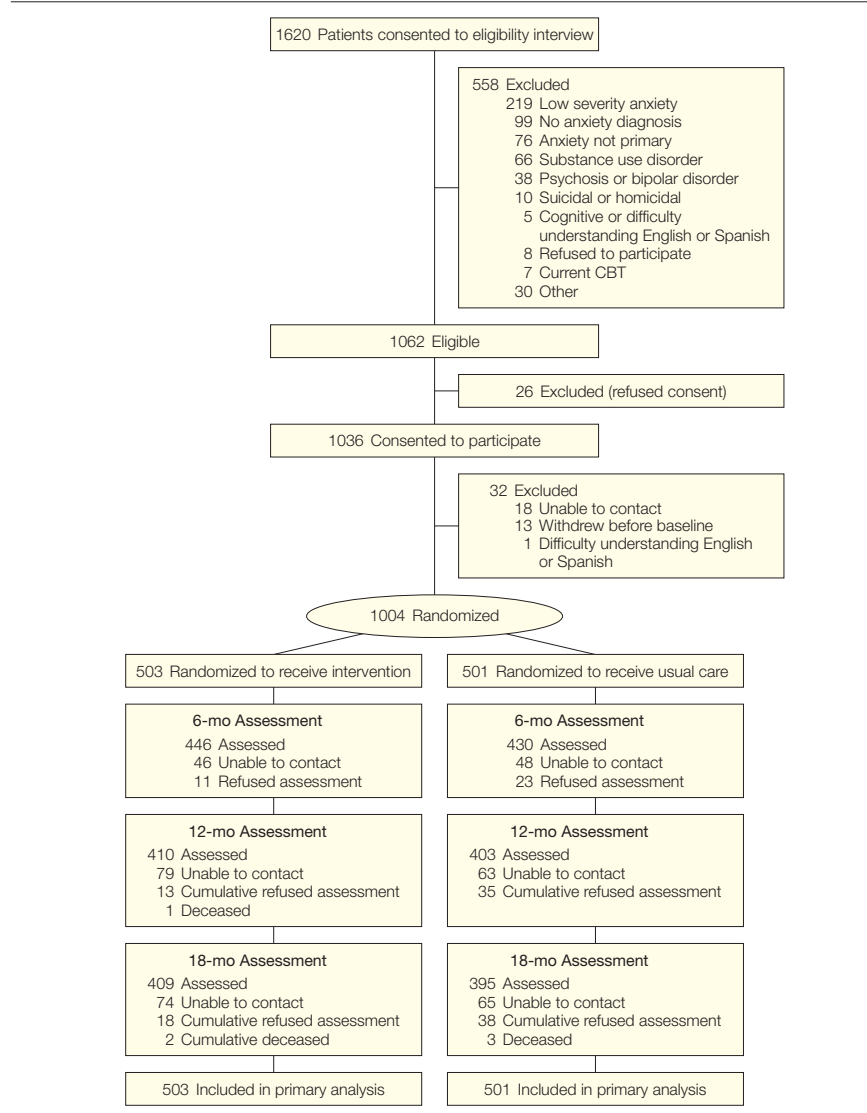 1620 Patients consented to eligibility interview
558 Excluded
219 Low severity anxiety
99 No anxiety diagnosis
76 Anxiety not primary
66 Substance use disorder
38 Psychosis or bipolar disorder
10 Suicidal or homicidal
5 Cognitive or difficulty
understanding English or Spanish
8 Refused to participate
7 Current CBT
30 Other
1062 Eligible
26 Excluded (refused consent)
1036 Consented to participate
32 Excluded
18 Unable to contact
13 Withdrew before baseline
1 Difficulty understanding English
or Spanish
1004 Randomized
503 Randomized to receive intervention
501 Randomized to receive usual care
6-mo Assessment
446 Assessed
46 Unable to contact
11 Refused assessment
6-mo Assessment
430 Assessed
48 Unable to contact
23 Refused assessment
12-mo Assessment
410 Assessed
79 Unable to contact
13 Cumulative refused assessment
1 Deceased
12-mo Assessment
403 Assessed
63 Unable to contact
35 Cumulative refused assessment
18-mo Assessment
409 Assessed
74 Unable to contact
18 Cumulative refused assessment
2 Cumulative deceased
18-mo Assessment
395 Assessed
65 Unable to contact
38 Cumulative refused assessment
3 Deceased
503 Included in primary analysis
501 Included in primary analysis